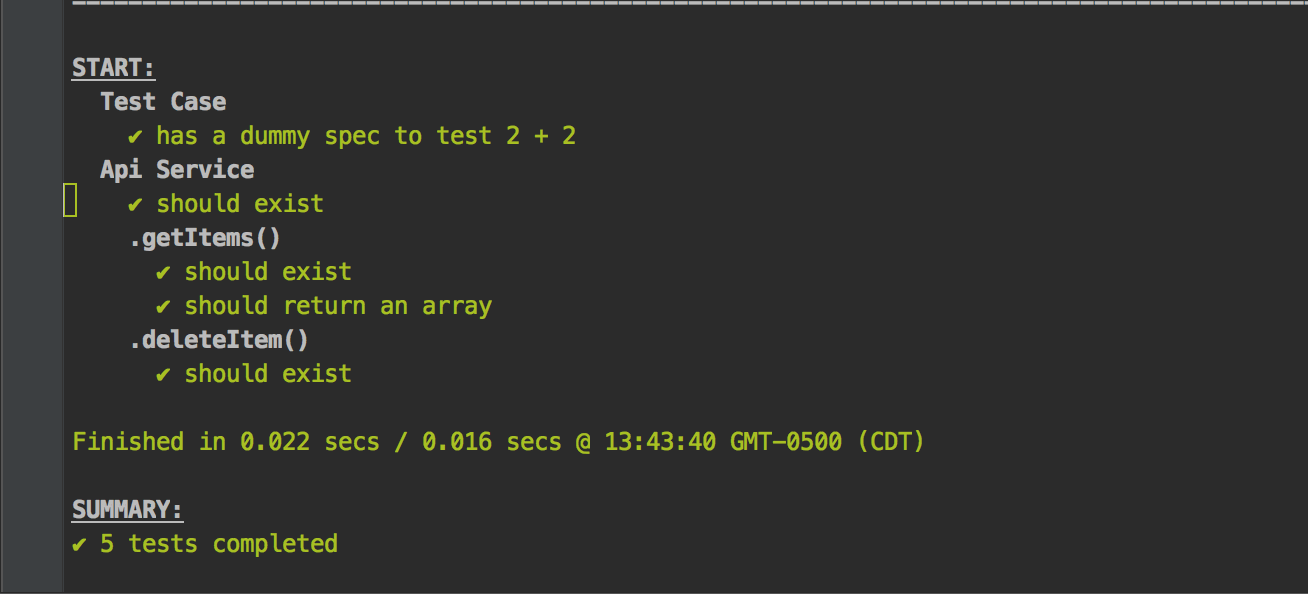 START:
Test Case
✔ has a dummy spec to test 2 + 2
Api Service
✔ should exist
.getItems()
✔ should exist
✔ should return an array
.deleteItem()
✔ should exist
Finished in 0.022 secs / 0.016 secs @ 13:43:40 GMT-0500 (CDT)
SUMMARY:
✔ 5 tests completed